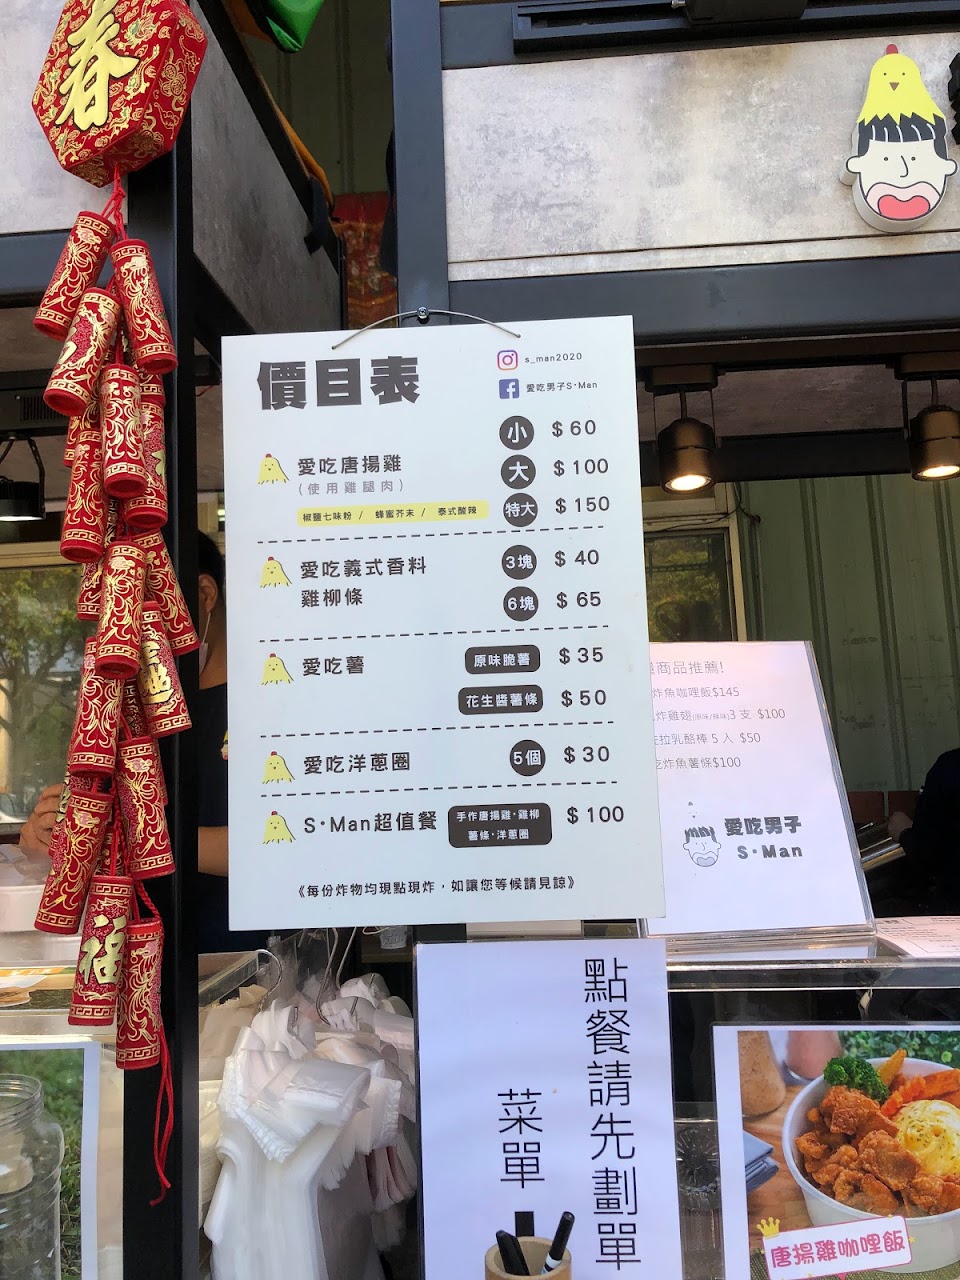 春
福
價目表
s_man2020
愛吃男子S·Man
愛吃唐揚雞
(使用雞腿肉)
椒鹽七味粉 / 蜂蜜芥末 / 泰式酸辣
小 $60
大 $100
特大 $150
愛吃義式香料
雞柳條
3塊 $40
6塊 $65
愛吃薯
原味脆薯 $35
花生醬薯條 $50
愛吃洋蔥圈 5個 $30
S·Man超值餐
手作唐揚雞·雞柳
薯條·洋蔥圈
$100
《每份炸物均現點現炸，如讓您等候請見諒》
商品推薦!
炸魚咖哩飯$145
炸雞翅(原味/辣味)3支 $100
拉乳酪棒5入 $50
炸魚薯條$100
愛吃男子
S·Man
點餐請先劃單
菜單
唐揚雞咖哩飯